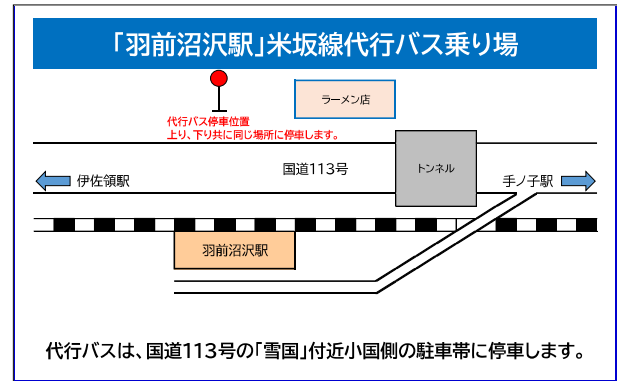 「羽前沼沢駅」米坂線代行バス乗り場
ラーメン店
代行バス停車位置
上り、下り共に同じ場所に停車します。
国道113号
トンネル
伊佐領駅
手ノ子駅
羽前沼沢駅
代行バスは、国道113号の「雪国」付近小国側の駐車帯に停車します。